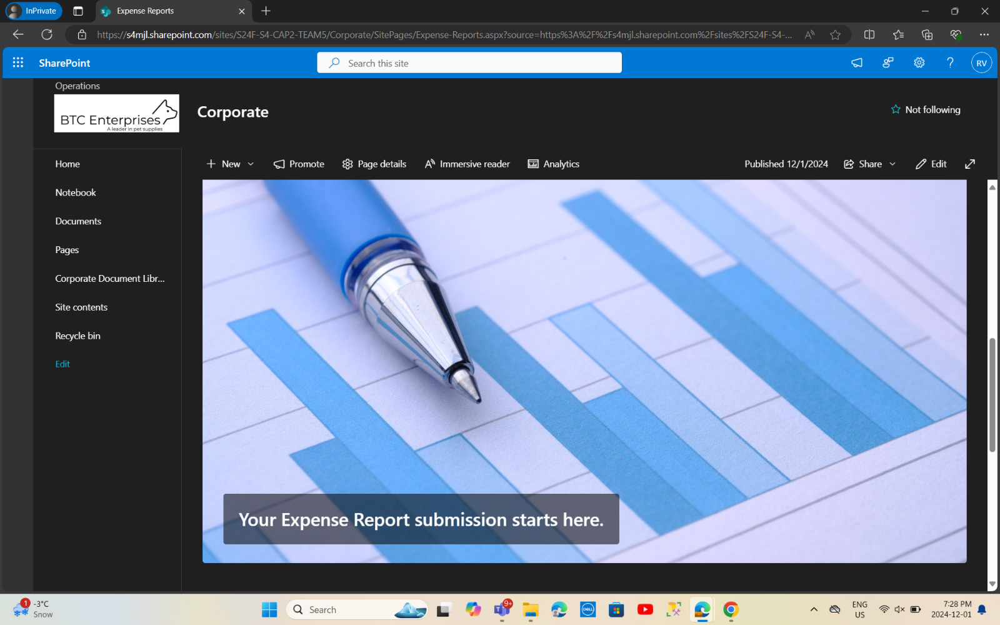 InPrivate
Expense Reports
https://s4mjl.sharepoint.com/sites/S24F-S4-CAP2-TEAM5/Corporate/SitePages/Expense-Reports.aspx?source=https%3A%2F%2Fs4mjl.sharepoint.com%2Fsites%2FS24F-S4-...
SharePoint
Search this site
RV
Operations
BTC Enterprises
A leader in pet supplies
Corporate
Not following
Home
Notebook
Documents
Pages
Corporate Document Libr...
Site contents
Recycle bin
Edit
New
Promote
Page details
Immersive reader
Analytics
Published 12/1/2024
Share
Edit
Your Expense Report submission starts here.
1
-3°C
Snow
Search
9+
DELL
ENG
US
7:28 PM
2024-12-01